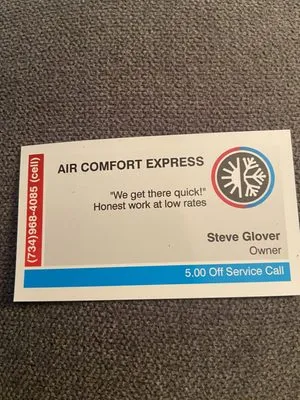 (734)968-4085 (cell)
AIR COMFORT EXPRESS
"We get there quick!"
Honest work at low rates
Steve Glover
Owner
5.00 Off Service Call